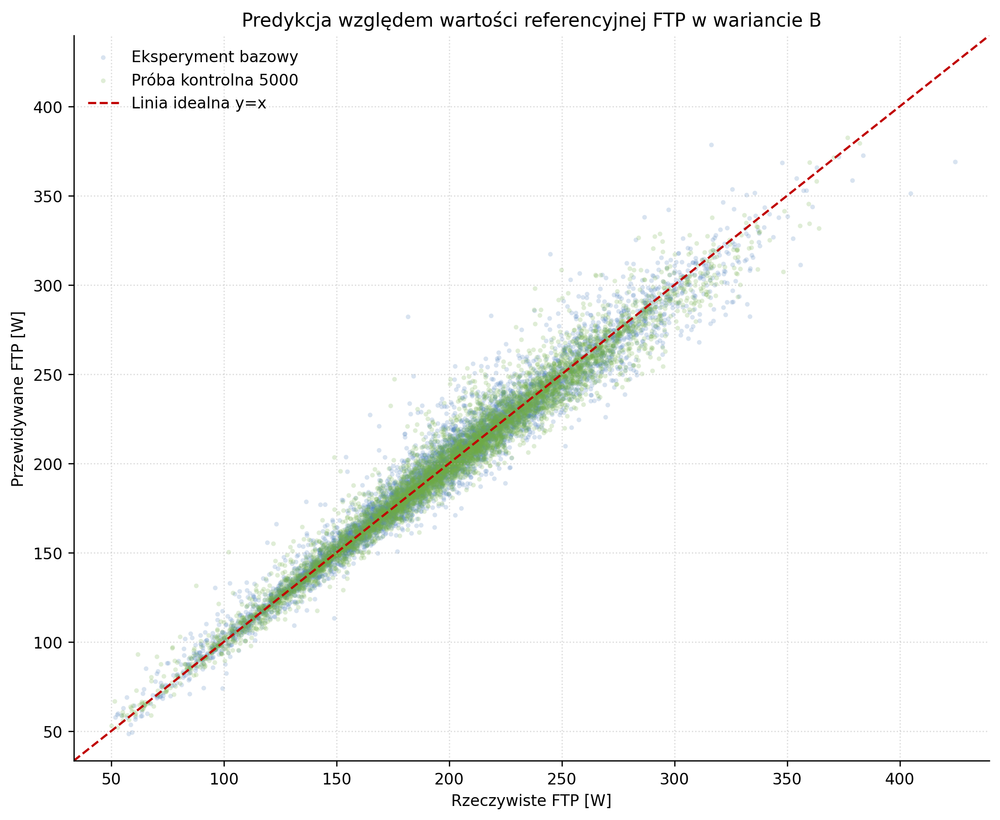 Predykcja względem wartości referencyjnej FTP w wariancie B
Eksperyment bazowy
Próba kontrolna 5000
Linia idealna y=x
Przewidywane FTP [W]
400
350
300
250
200
150
100
50
50 100 150 200 250 300 350 400
Rzeczywiste FTP [W]